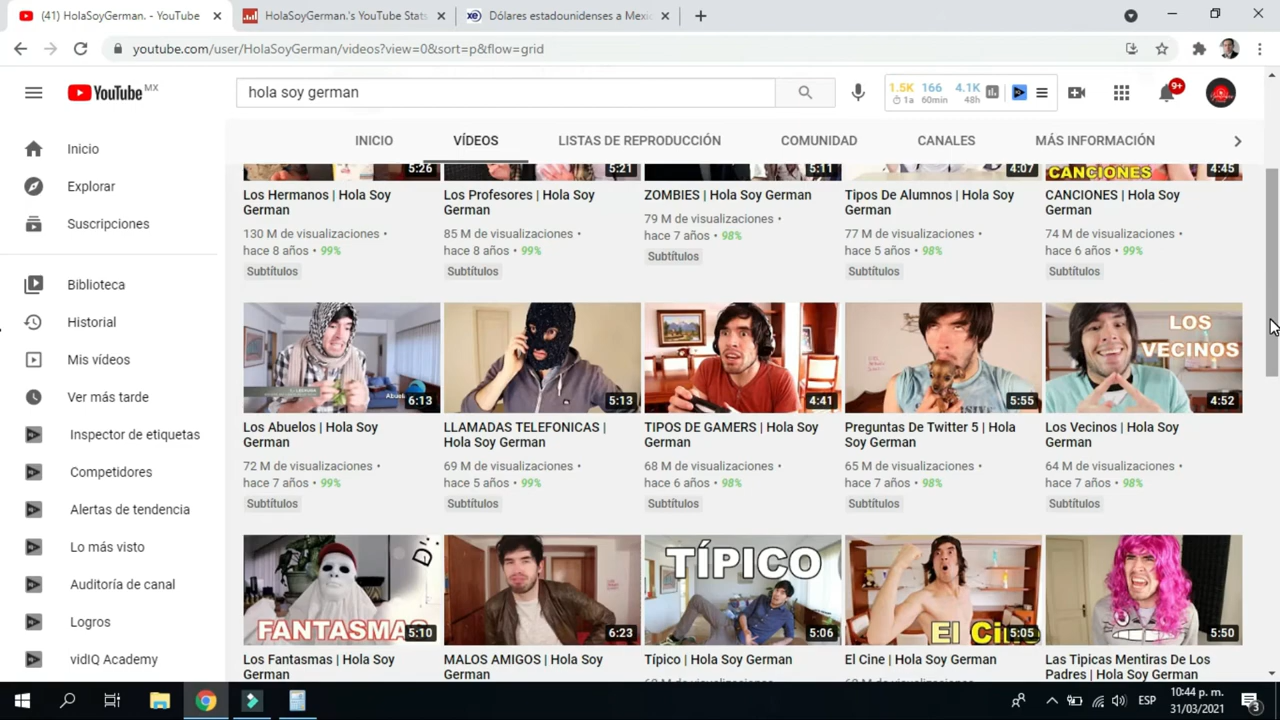 (41) HolaSoyGerman. - YouTube
HolaSoyGerman.'s YouTube Stats
Dólares estadounidenses a Mexic
youtube.com/user/HolaSoyGerman/videos?view=0&sort=p&flow=grid
YouTube MX
hola soy german
1.5K 166 4.1K
1a 60min 48h
9+
INICIO VÍDEOS LISTAS DE REPRODUCCIÓN COMUNIDAD CANALES MÁS INFORMACIÓN
Inicio
Explorar
Suscripciones
Biblioteca
Historial
Mis vídeos
Ver más tarde
Inspector de etiquetas
Competidores
Alertas de tendencia
Lo más visto
Auditoría de canal
Logros
vidIQ Academy
5:26
Los Hermanos | Hola Soy
German
130 M de visualizaciones •
hace 8 años • 99%
Subtítulos
5:21
Los Profesores | Hola Soy
German
85 M de visualizaciones •
hace 8 años • 99%
Subtítulos
5:11
ZOMBIES | Hola Soy German
79 M de visualizaciones •
hace 7 años • 98%
Subtítulos
4:07
Tipos De Alumnos | Hola Soy
German
77 M de visualizaciones •
hace 5 años • 98%
Subtítulos
CANCIONES
4:45
CANCIONES | Hola Soy
German
74 M de visualizaciones •
hace 6 años • 99%
Subtítulos
6:13
Los Abuelos | Hola Soy
German
72 M de visualizaciones •
hace 7 años • 99%
Subtítulos
5:13
LLAMADAS TELEFONICAS |
Hola Soy German
69 M de visualizaciones •
hace 5 años • 99%
Subtítulos
4:41
TIPOS DE GAMERS | Hola Soy
German
68 M de visualizaciones •
hace 6 años • 98%
Subtítulos
5:55
Preguntas De Twitter 5 | Hola
Soy German
65 M de visualizaciones •
hace 7 años • 98%
Subtítulos
LOS
VECINOS
4:52
Los Vecinos | Hola Soy
German
64 M de visualizaciones •
hace 7 años • 98%
Subtítulos
FANTASMAS
5:10
Los Fantasmas | Hola Soy
German
6:23
MALOS AMIGOS | Hola Soy
German
TÍPICO
5:06
Típico | Hola Soy German
El Cine
5:05
El Cine | Hola Soy German
5:50
Las Tipicas Mentiras De Los
Padres | Hola Soy German
ESP
10:44 p. m.
31/03/2021
3